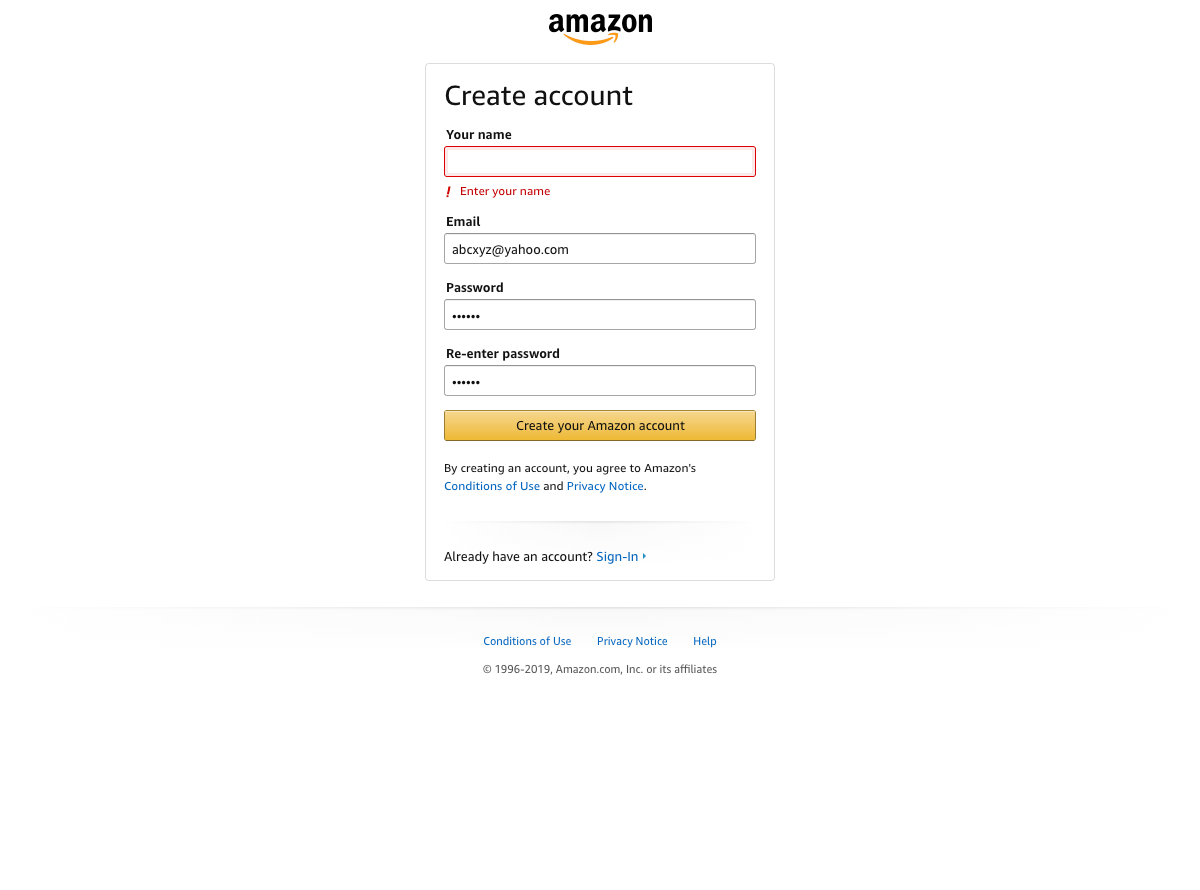 amazon
Create account
Your name
! Enter your name
Email
abcxyz@yahoo.com
Password
••••••
Re-enter password
••••••
Create your Amazon account
By creating an account, you agree to Amazon's
Conditions of Use and Privacy Notice.
Already have an account? Sign-In
Conditions of Use Privacy Notice Help
© 1996-2019, Amazon.com, Inc. or its affiliates